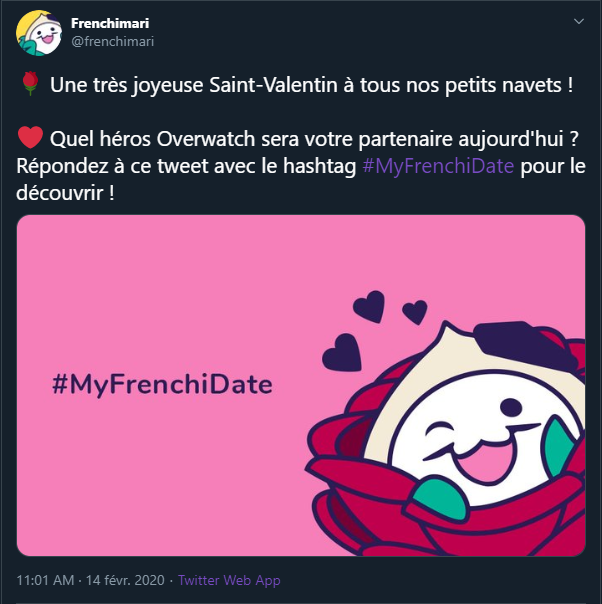 Frenchimari
@frenchimari
🌹 Une très joyeuse Saint-Valentin à tous nos petits navets !
❤️ Quel héros Overwatch sera votre partenaire aujourd'hui ?
Répondez à ce tweet avec le hashtag #MyFrenchiDate pour le
découvrir !
#MyFrenchiDate
11:01 AM · 14 févr. 2020 · Twitter Web App